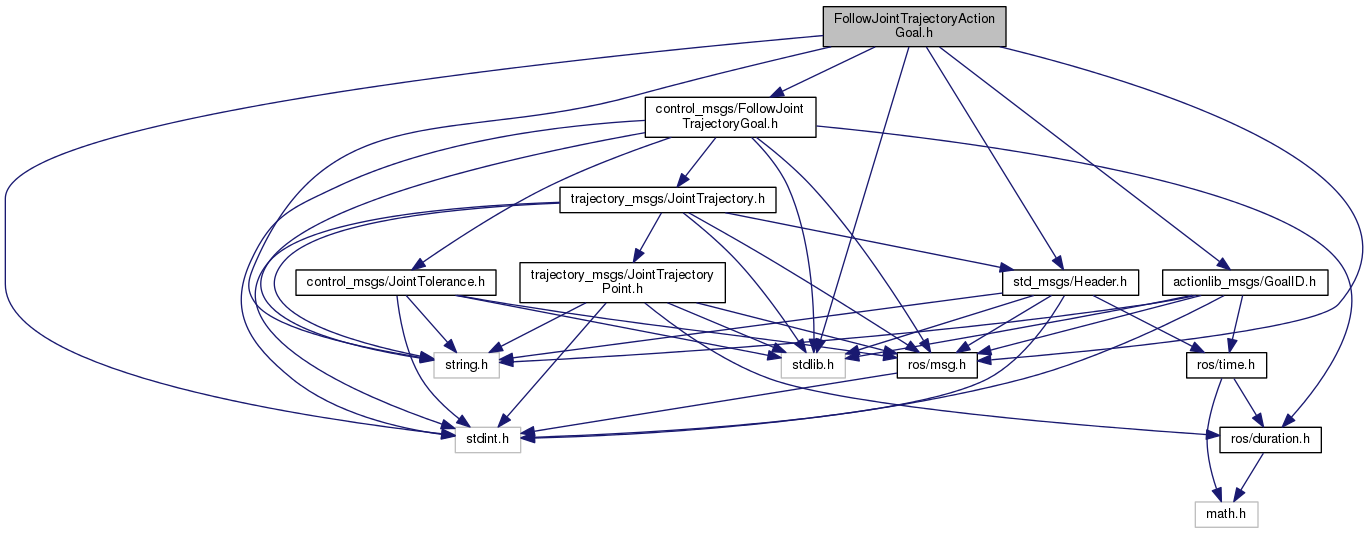 FollowJointTrajectoryAction
Goal.h
control_msgs/FollowJoint
TrajectoryGoal.h
trajectory_msgs/JointTrajectory.h
control_msgs/JointTolerance.h
trajectory_msgs/JointTrajectory
Point.h
std_msgs/Header.h
actionlib_msgs/GoalID.h
string.h
stdlib.h
ros/msg.h
ros/time.h
stdint.h
ros/duration.h
math.h